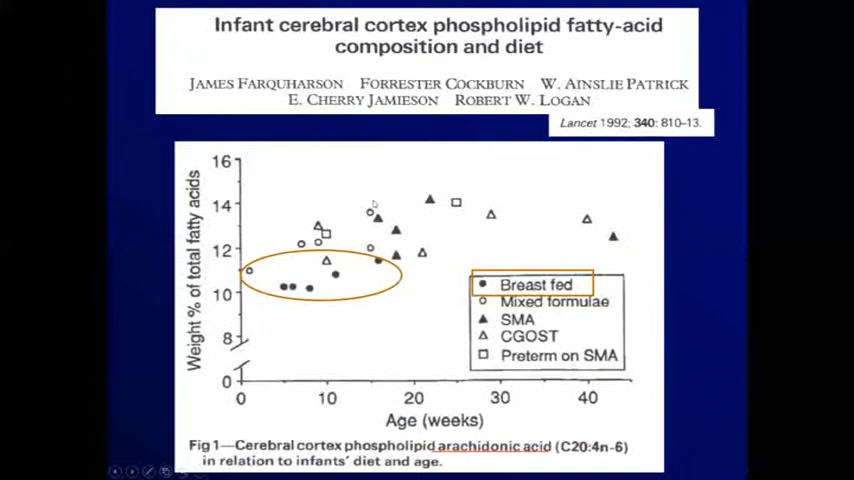 Infant cerebral cortex phospholipid fatty-acid
composition and diet
JAMES FARQUHARSON FORRESTER COCKBURN W. AINSLIE PATRICK
E. CHERRY JAMIESON ROBERT W. LOGAN
Lancet 1992; 340: 810–13.
Weight % of total fatty acids
16
14
12
10
8
0
0 10 20 30 40
Age (weeks)
Breast fed
Mixed formulae
SMA
CGOST
Preterm on SMA
Fig 1—Cerebral cortex phospholipid arachidonic acid (C20:4n-6)
in relation to infants' diet and age.